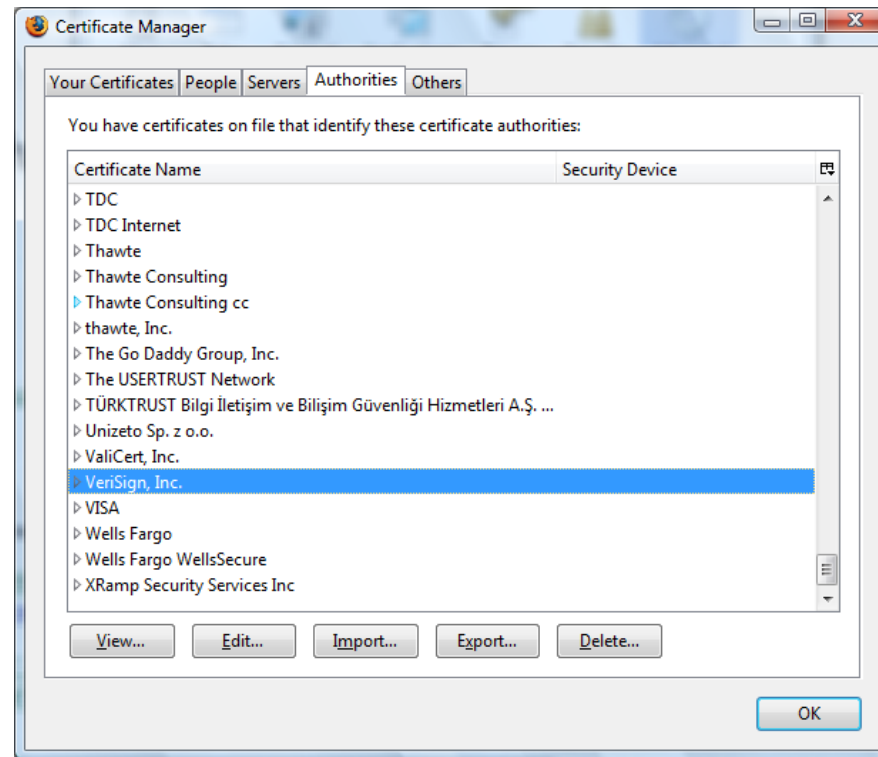 Certificate Manager
Your Certificates People Servers Authorities Others
You have certificates on file that identify these certificate authorities:
Certificate Name Security Device
TDC
TDC Internet
Thawte
Thawte Consulting
Thawte Consulting cc
thawte, Inc.
The Go Daddy Group, Inc.
The USERTRUST Network
TÜRKTRUST Bilgi İletişim ve Bilişim Güvenliği Hizmetleri A.Ş. ...
Unizeto Sp. z o.o.
ValiCert, Inc.
VeriSign, Inc.
VISA
Wells Fargo
Wells Fargo WellsSecure
XRamp Security Services Inc
View... Edit... Import... Export... Delete...
OK